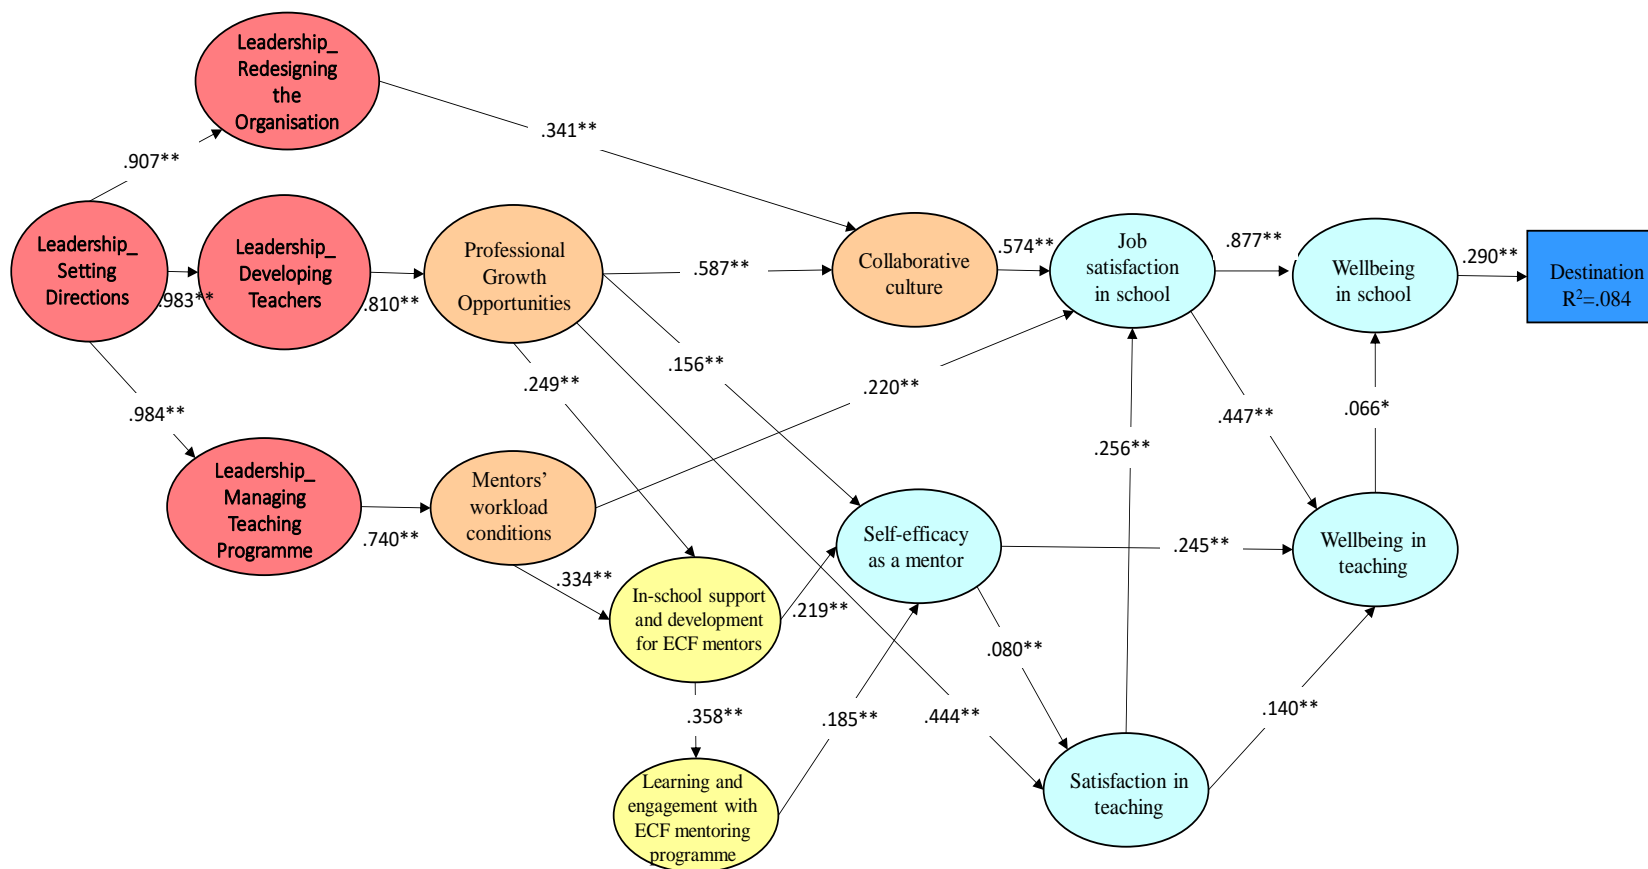 Leadership_
Redesigning
the
Organisation
.341**
.907**
Leadership_
Setting
Directions
.983**
Leadership_
Developing
Teachers
.810**
Professional
Growth
Opportunities
.587**
Collaborative
culture
.574**
Job
satisfaction
in school
.877**
Wellbeing
in school
.290**
Destination
R²=.084
.249**
.156**
.220**
.447**
.066*
.256**
.984**
Leadership_
Managing
Teaching
Programme
.740**
Mentors’
workload
conditions
.334**
In-school support
and development
for ECF mentors
.219**
Self-efficacy
as a mentor
.245**
Wellbeing in
teaching
.080**
.358**
.185**
.444**
.140**
Learning and
engagement with
ECF mentoring
programme
Satisfaction in
teaching